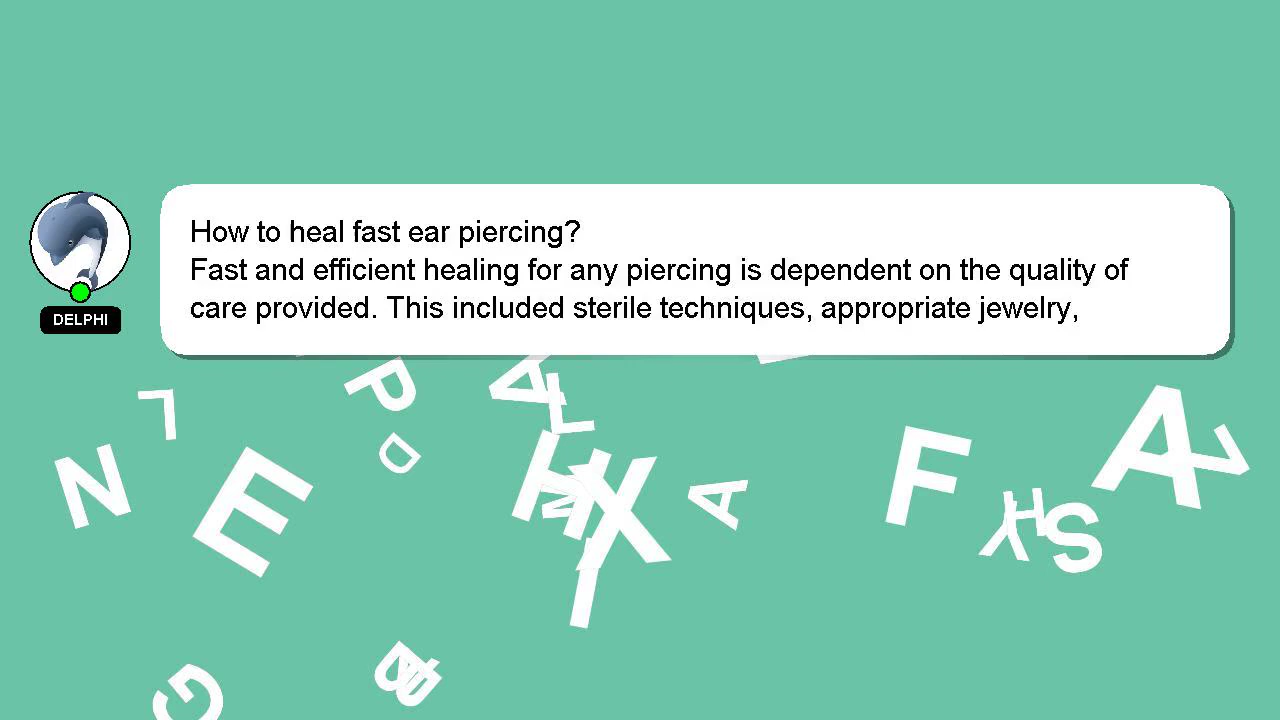 How to heal fast ear piercing?
Fast and efficient healing for any piercing is dependent on the quality of
care provided. This included sterile techniques, appropriate jewelry,
DELPHI
L
P
A
L
N
E
D
H
X
A
F
A
Z
H
S
I
G
B